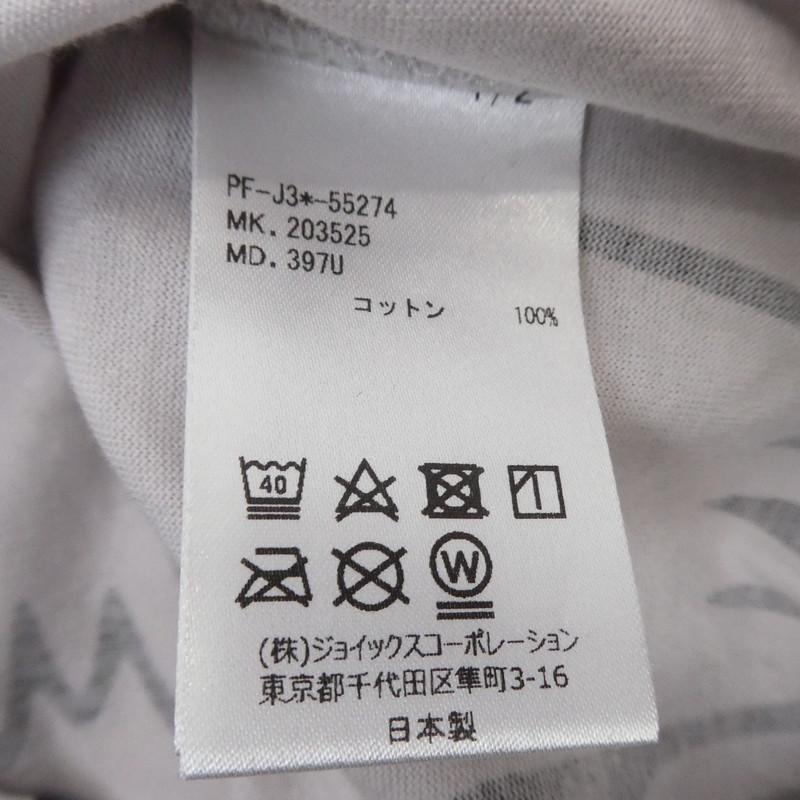 PF-J3*-55274
MK. 203525
MD. 397U
コットン 100%
40
W
(株)ジョイックスコーポレーション
東京都千代田区隼町3-16
日本製